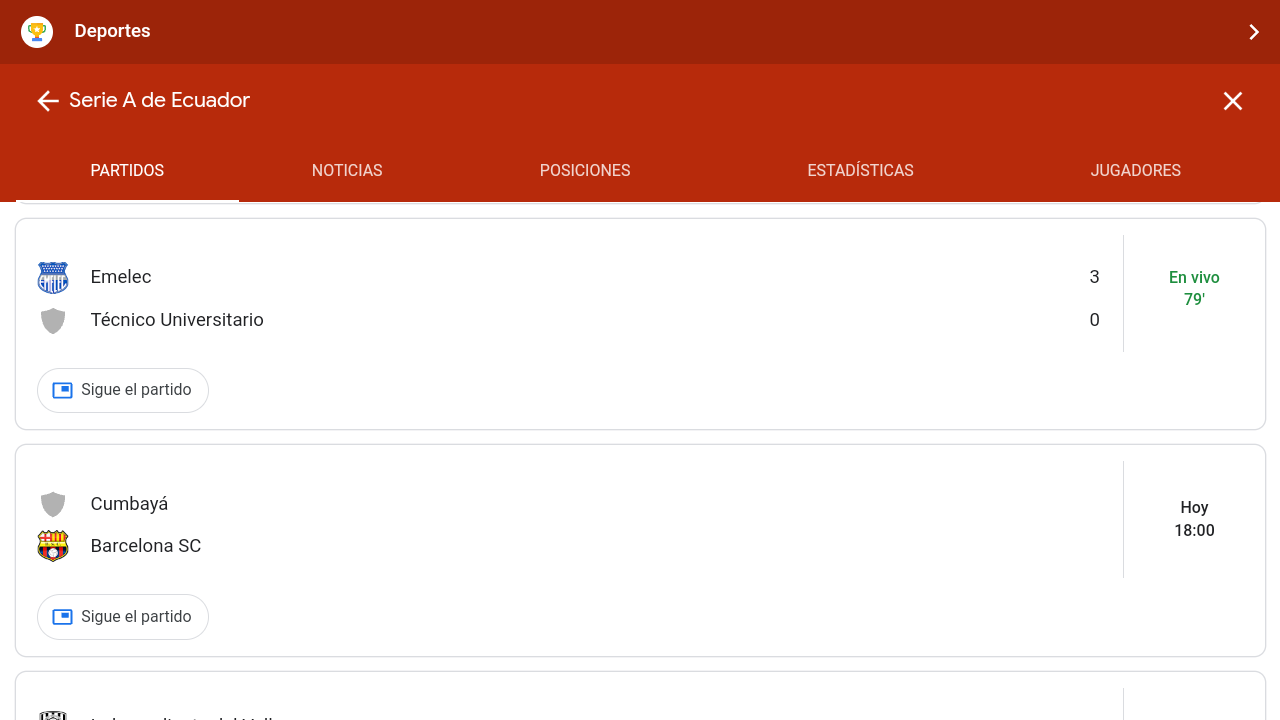 Deportes
Serie A de Ecuador
PARTIDOS NOTICIAS POSICIONES ESTADÍSTICAS JUGADORES
Emelec 3
Técnico Universitario 0
En vivo
79'
Sigue el partido
Cumbayá
Barcelona SC
Hoy
18:00
Sigue el partido